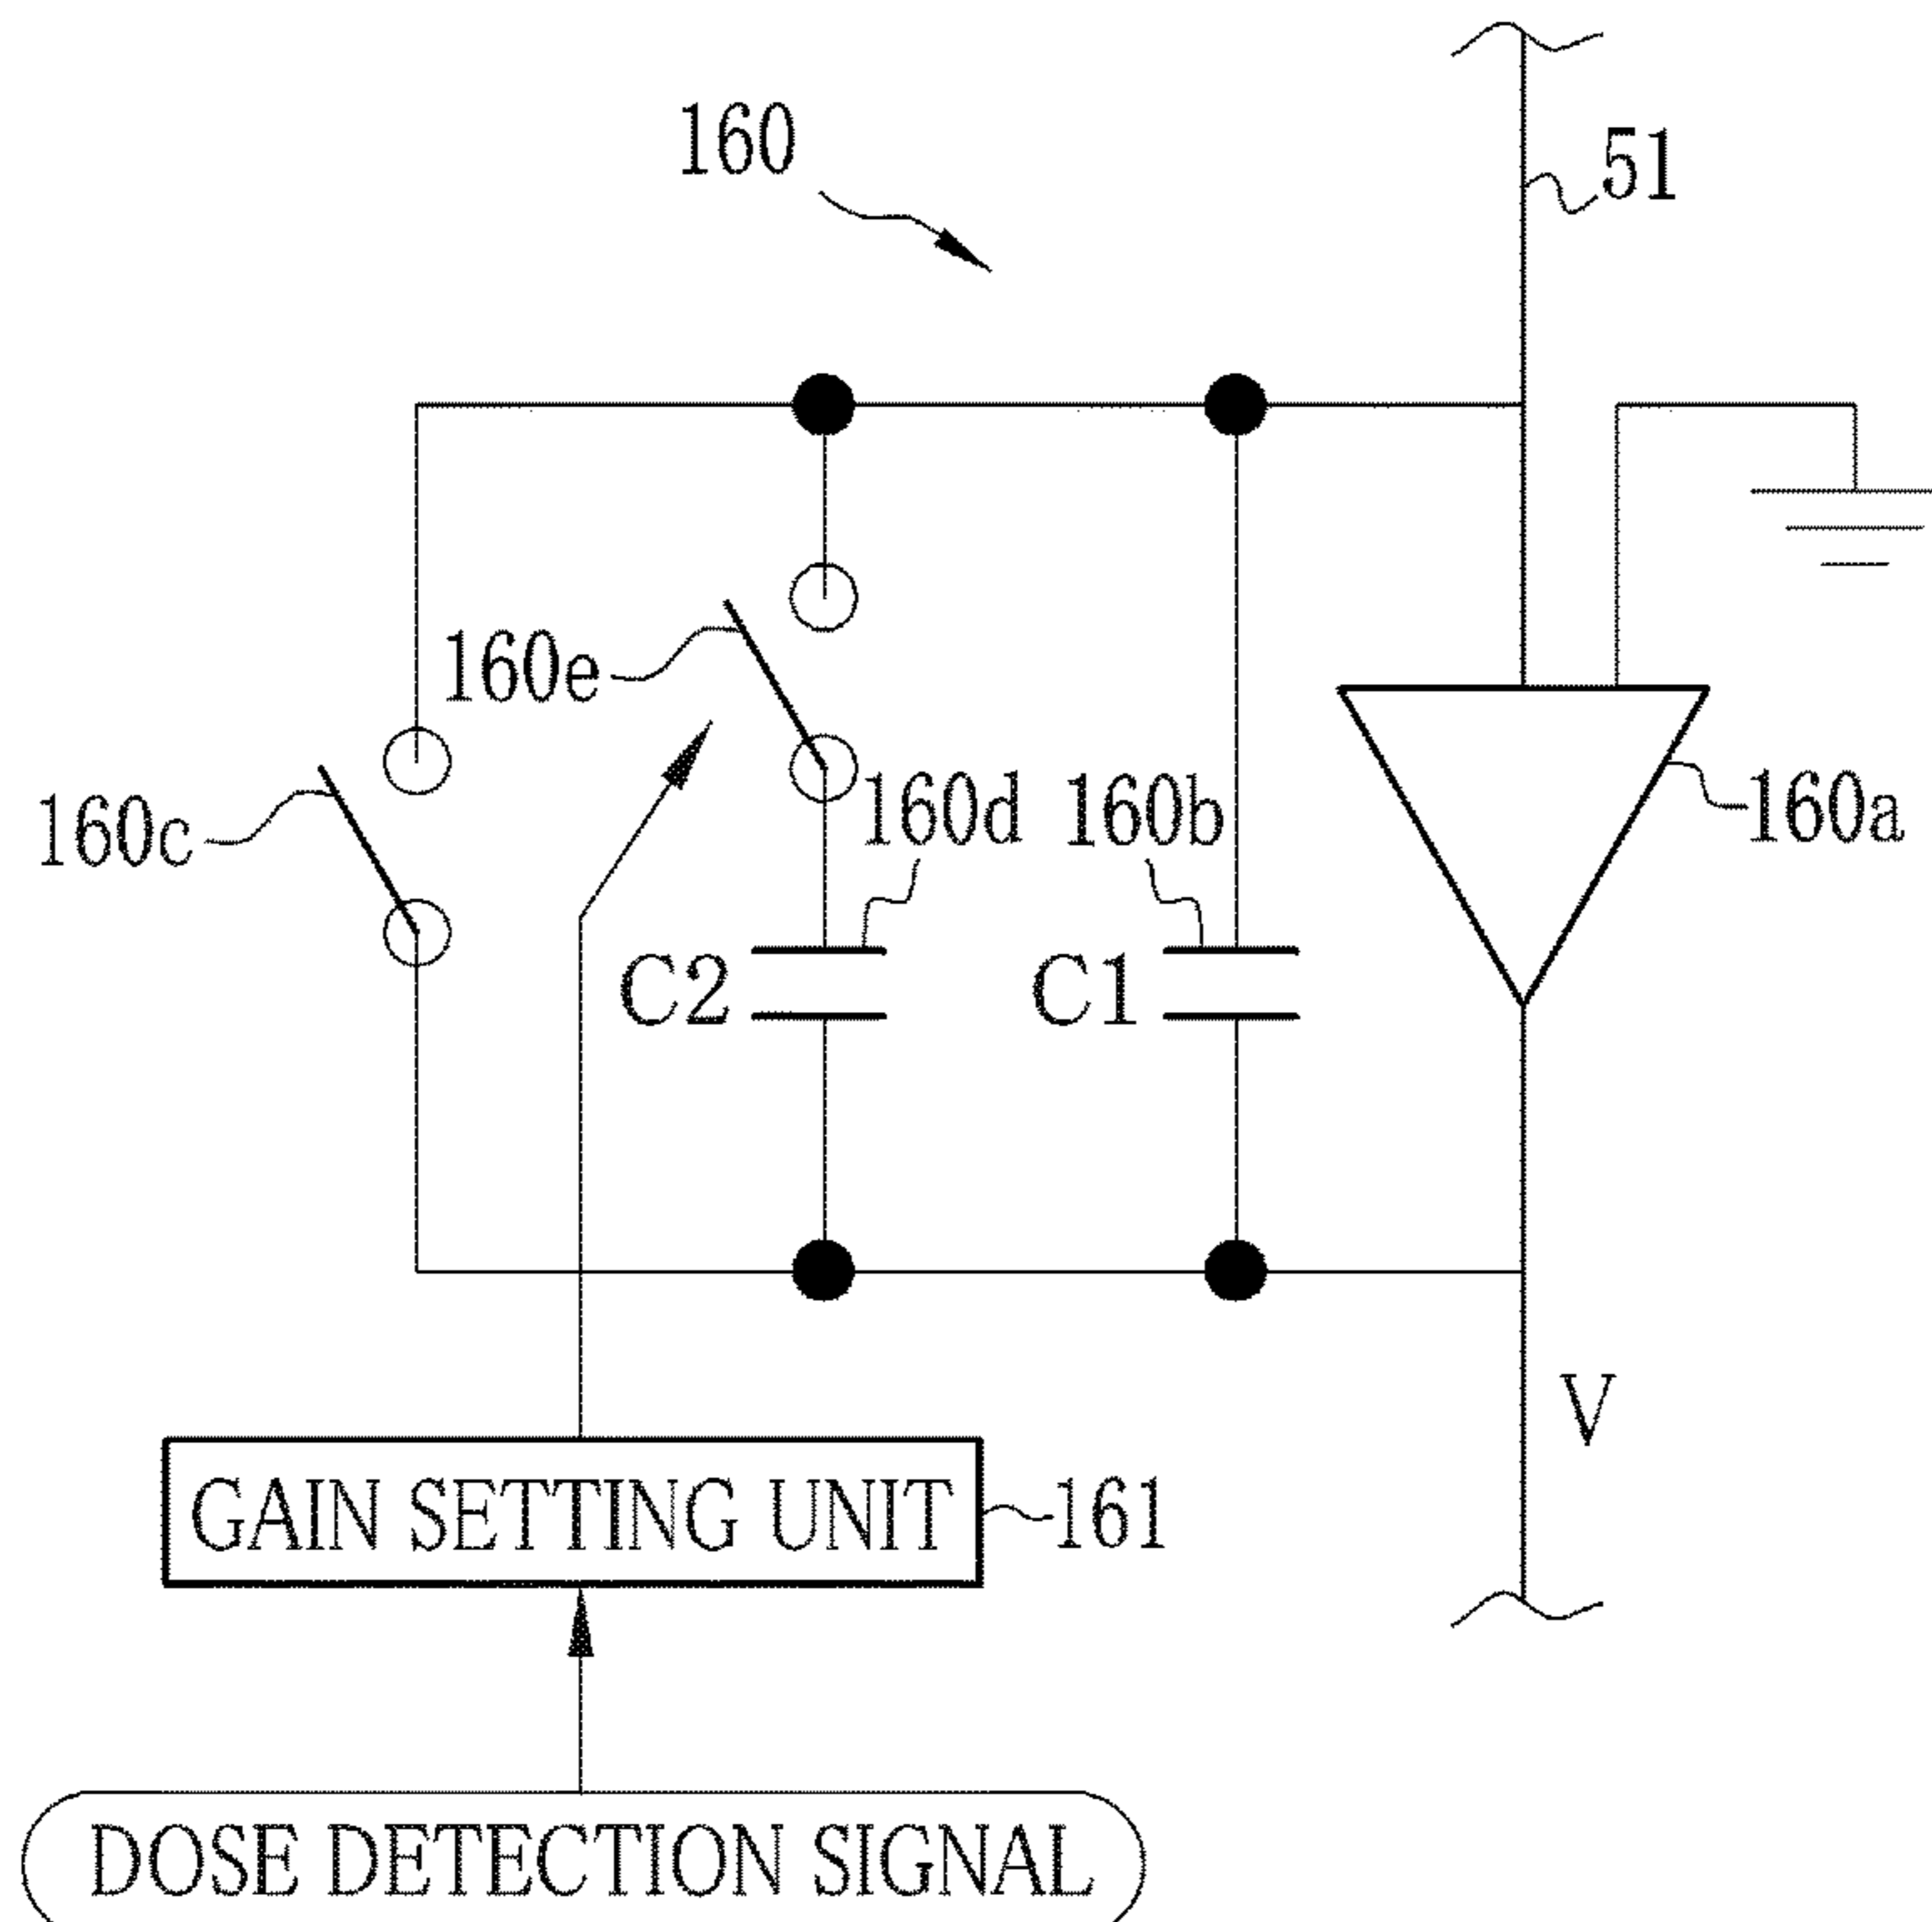 160
51
160e
160c
160d
160b
160a
C2
C1
V
GAIN SETTING UNIT
161
DOSE DETECTION SIGNAL